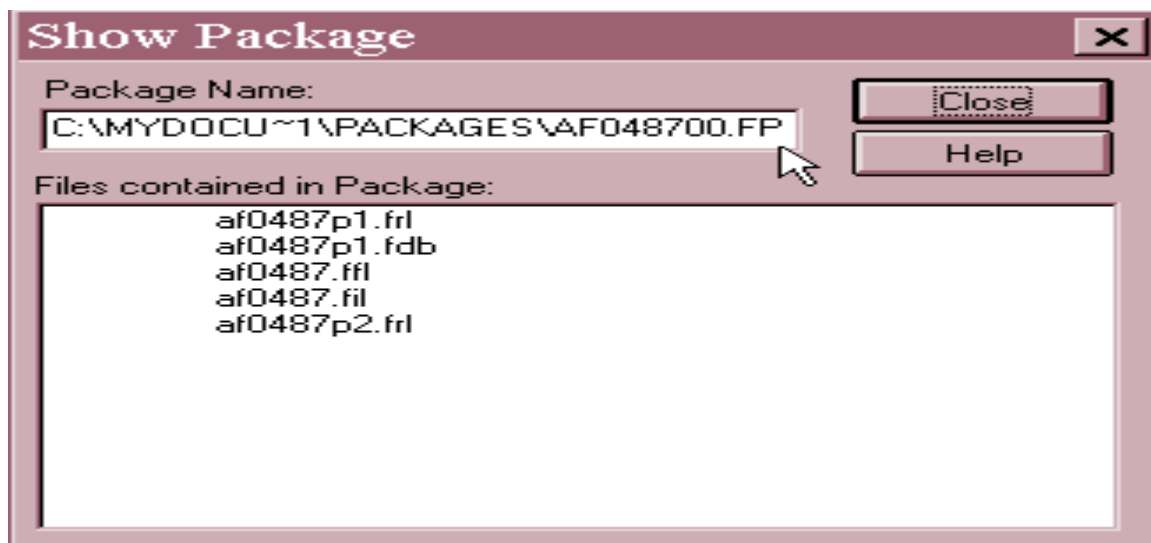 Show Package
Package Name:
C:\MYDOCU~1\PACKAGES\AF048700.FP
Close
Help
Files contained in Package:
af0487p1.frl
af0487p1.fdb
af0487.ffl
af0487.fil
af0487p2.frl